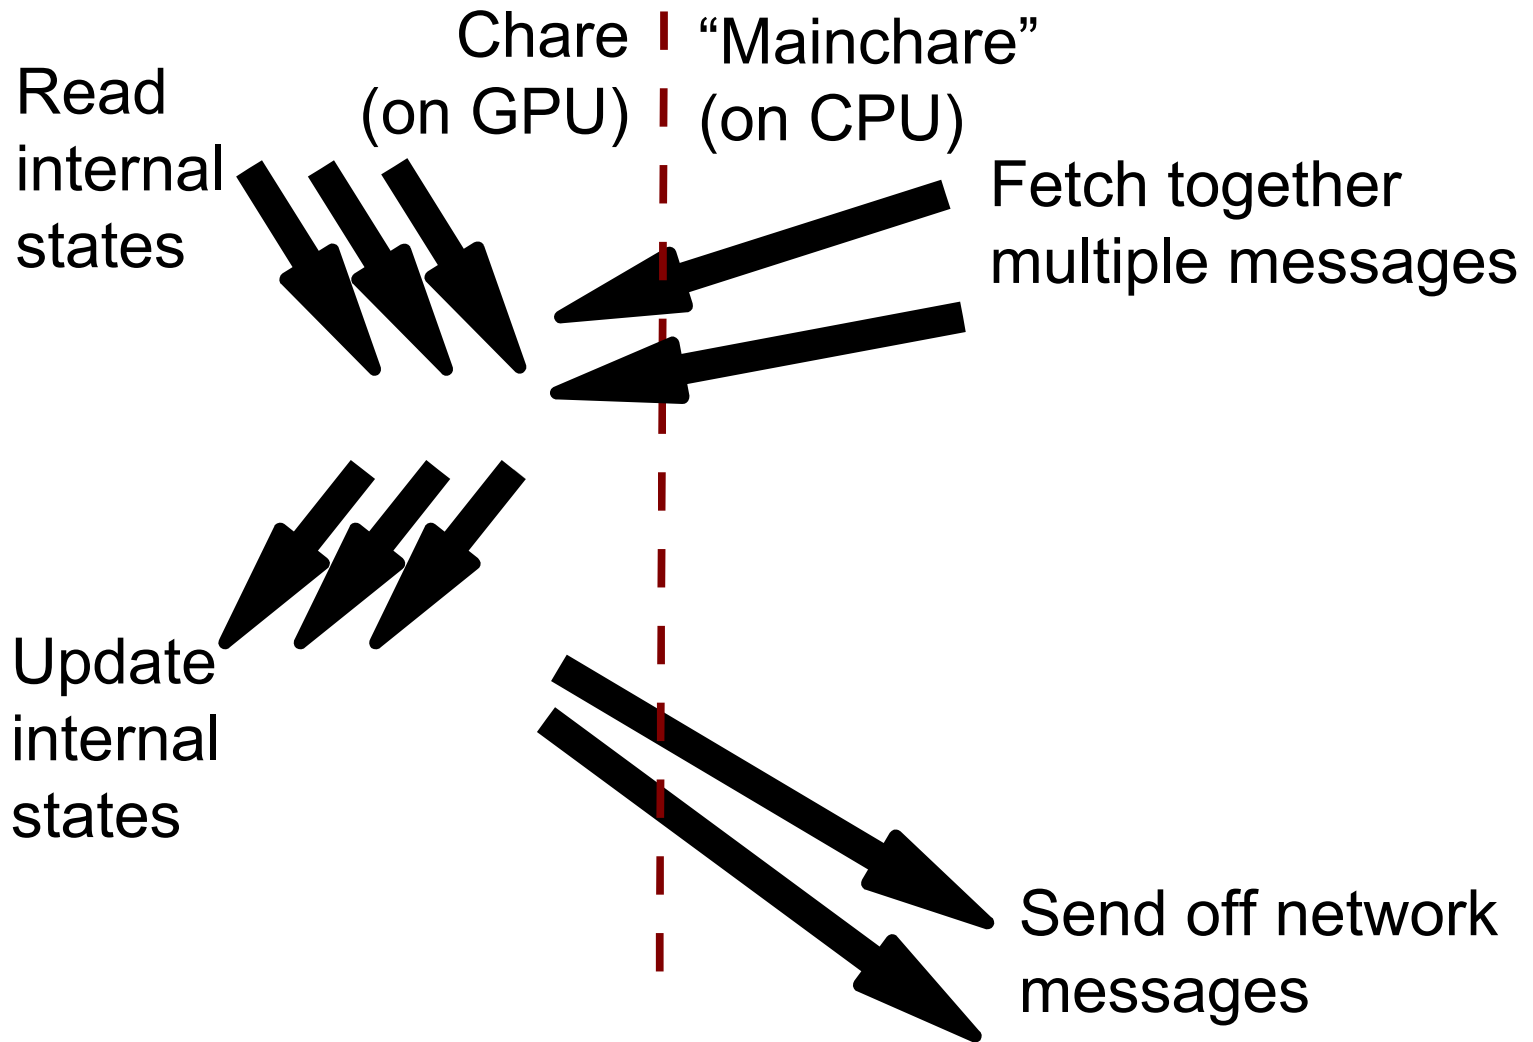 Chare
(on GPU)
“Mainchare”
(on CPU)
Read
internal
states
Fetch together
multiple messages
Update
internal
states
Send off network
messages